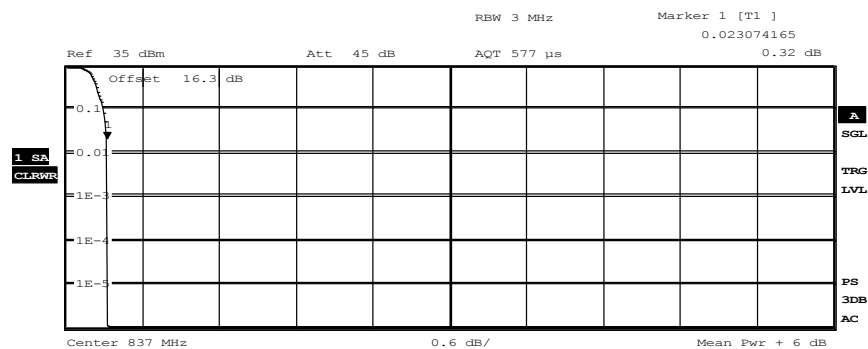 RBW 3 MHz Marker 1 [T1 ]
0.023074165
Ref 35 dBm Att 45 dB AQT 577 µs 0.32 dB
Offset 16.3 dB
0.1
1
A
SGL
1 SA
0.01
CLRWR
TRG
1E-3
LVL
1E-4
1E-5
PS
3DB
AC
Center 837 MHz 0.6 dB/ Mean Pwr + 6 dB